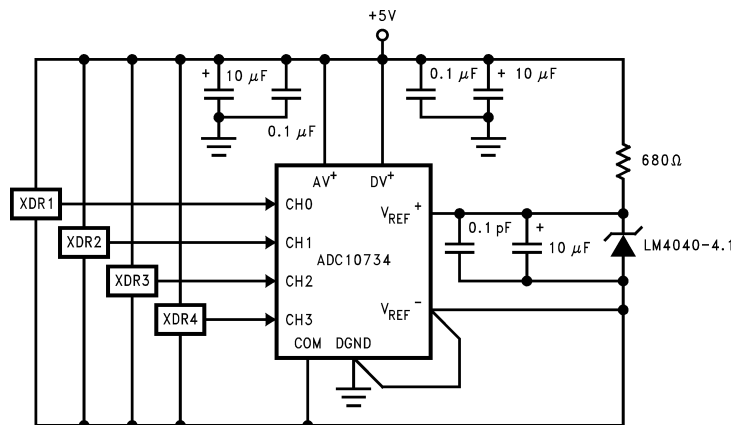 +5V
+ 10 μF
0.1 μF
0.1 μF
+ 10 μF
680Ω
AV+
DV+
XDR1
CH0
VREF+
0.1 pF
+
10 μF
LM4040-4.1
XDR2
CH1
ADC10734
XDR3
CH2
XDR4
CH3
VREF-
COM
DGND